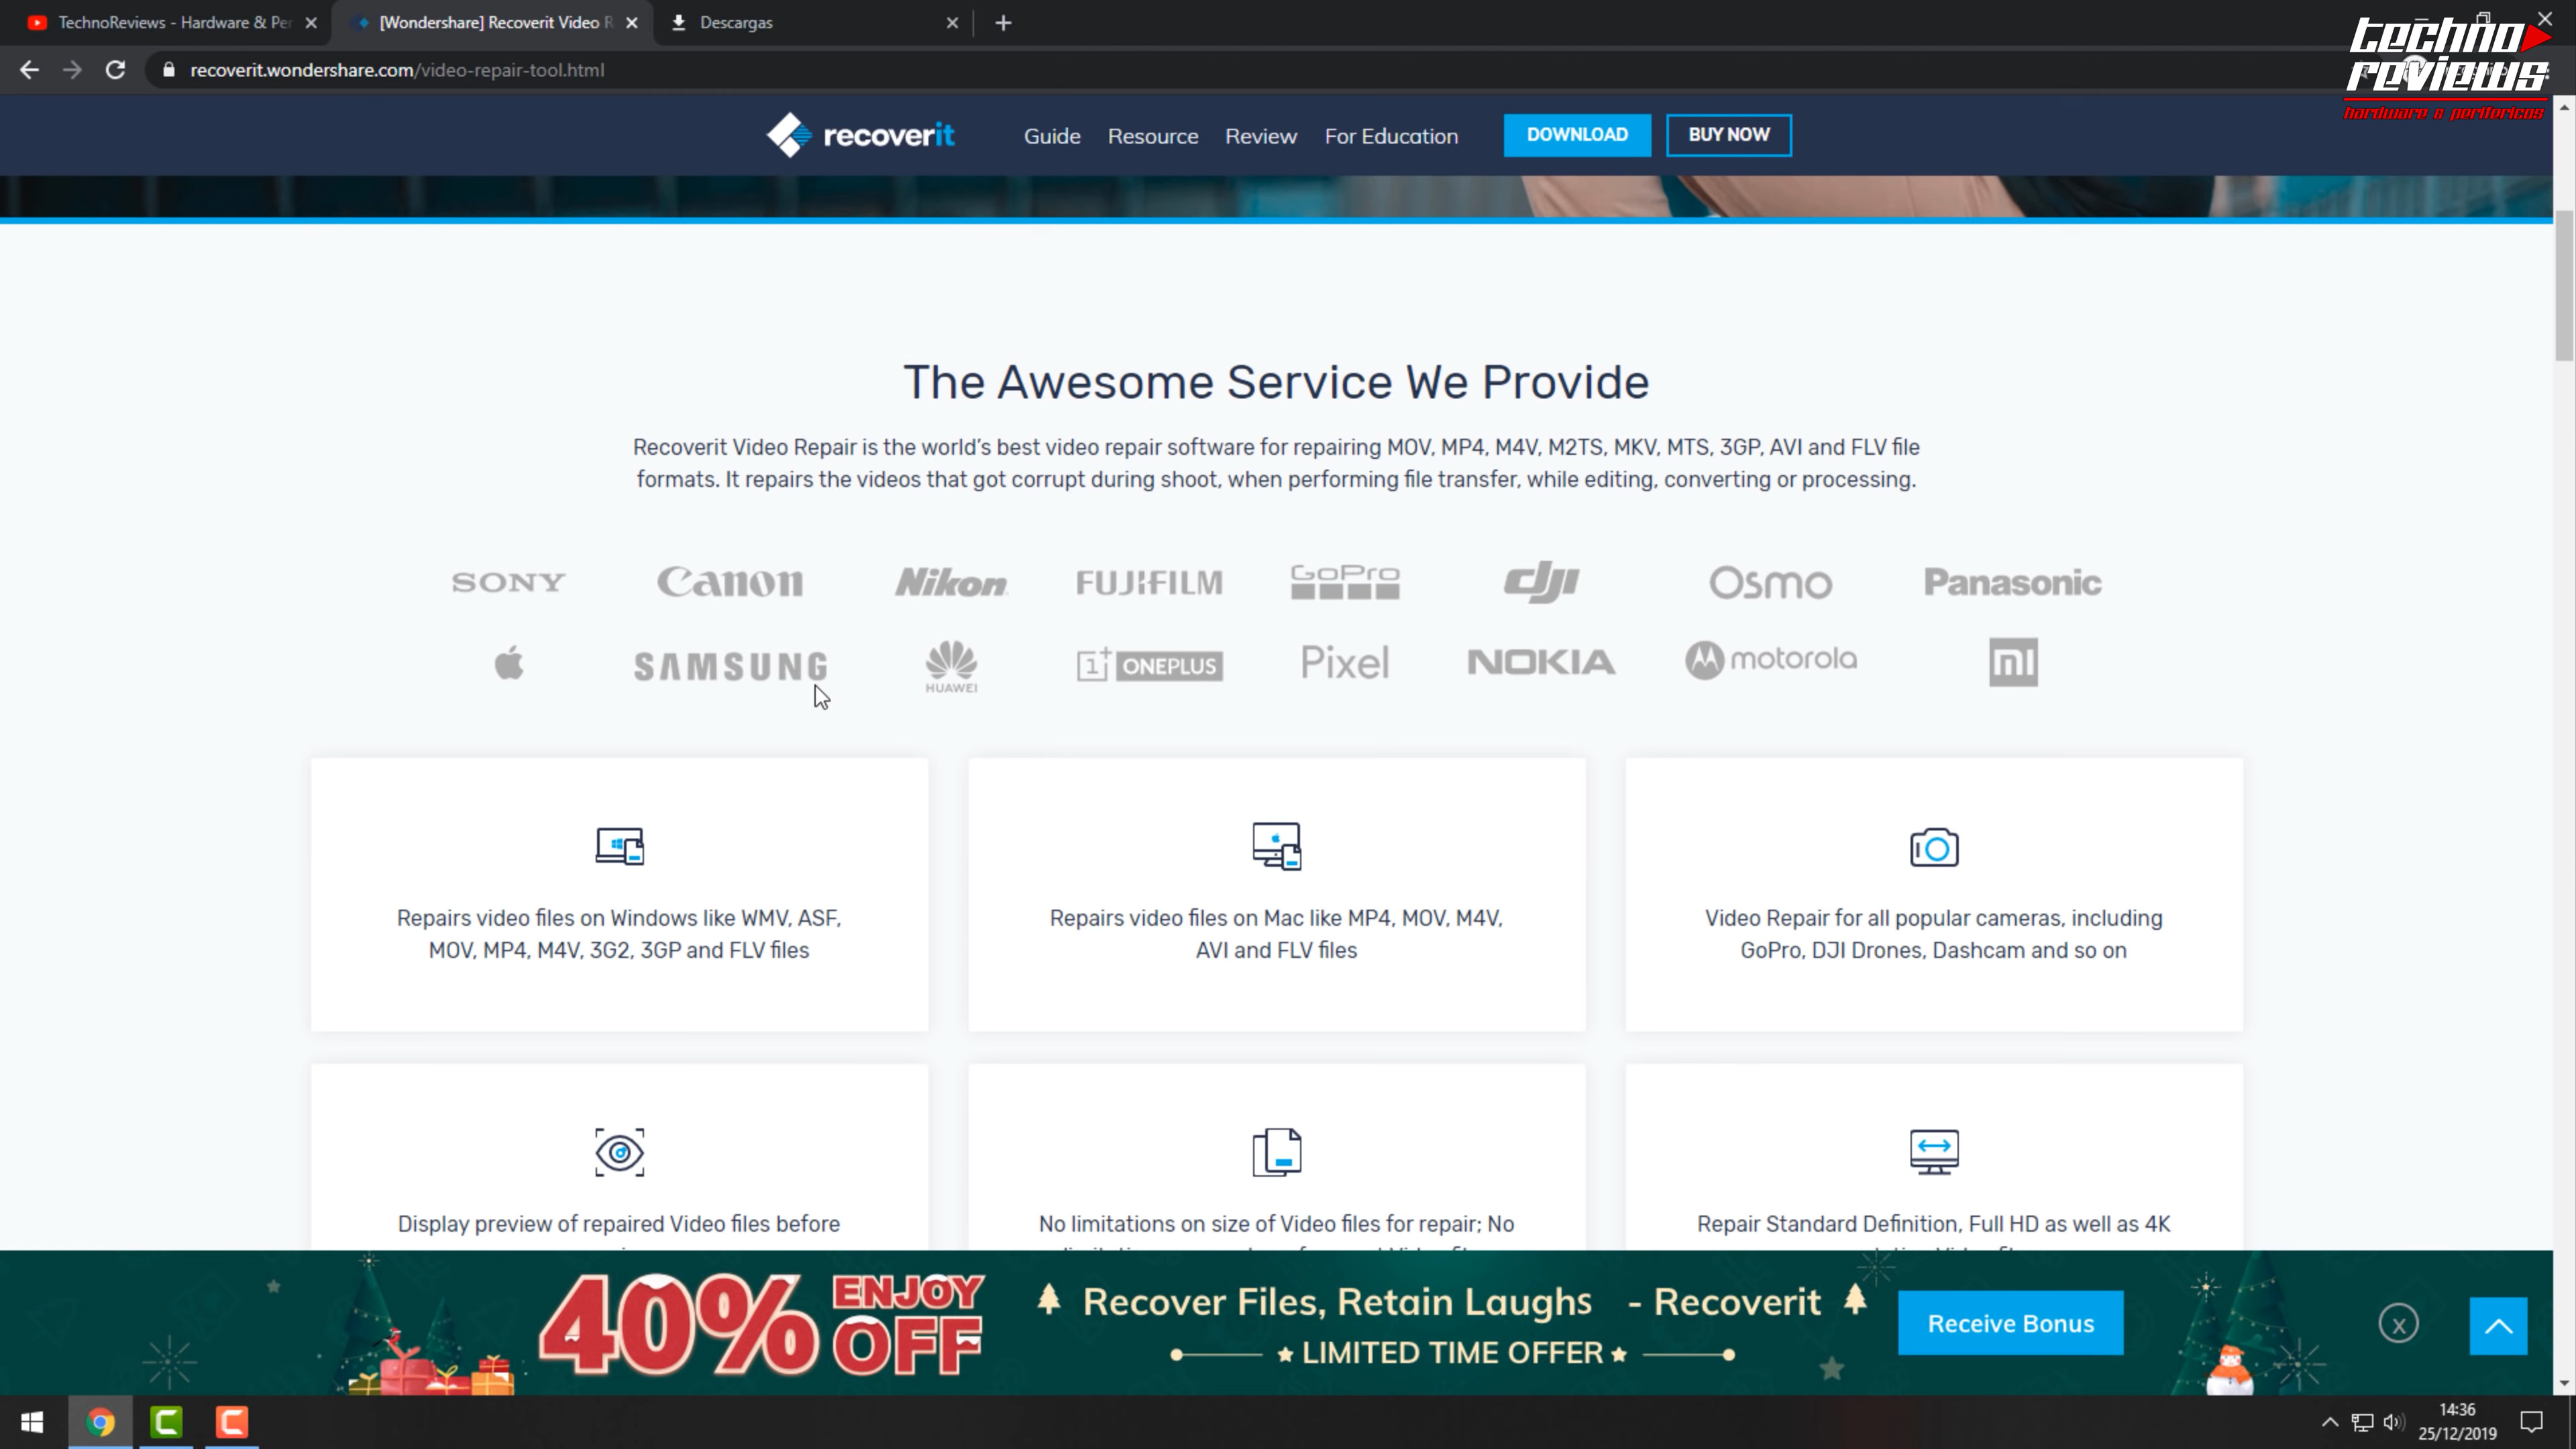 TechnoReviews - Hardware & Per
[Wondershare] Recoverit Video R
Descargas
recoverit.wondershare.com/video-repair-tool.html
techno
reviews
hardware n perifericos
recoverit
Guide
Resource
Review
For Education
DOWNLOAD
BUY NOW
The Awesome Service We Provide
Recoverit Video Repair is the world's best video repair software for repairing MOV, MP4, M4V, M2TS, MKV, MTS, 3GP, AVI and FLV file
formats. It repairs the videos that got corrupt during shoot, when performing file transfer, while editing, converting or processing.
SONY Canon Nikon FUJIFILM GoPro dji Osmo Panasonic
SAMSUNG HUAWEI 1+ ONEPLUS Pixel NOKIA motorola mi
Repairs video files on Windows like WMV, ASF,
MOV, MP4, M4V, 3G2, 3GP and FLV files
Repairs video files on Mac like MP4, MOV, M4V,
AVI and FLV files
Video Repair for all popular cameras, including
GoPro, DJI Drones, Dashcam and so on
Display preview of repaired Video files before
No limitations on size of Video files for repair; No
Repair Standard Definition, Full HD as well as 4K
40% ENJOY
OFF
Recover Files, Retain Laughs - Recoverit
LIMITED TIME OFFER
Receive Bonus
x
14:36
25/12/2019